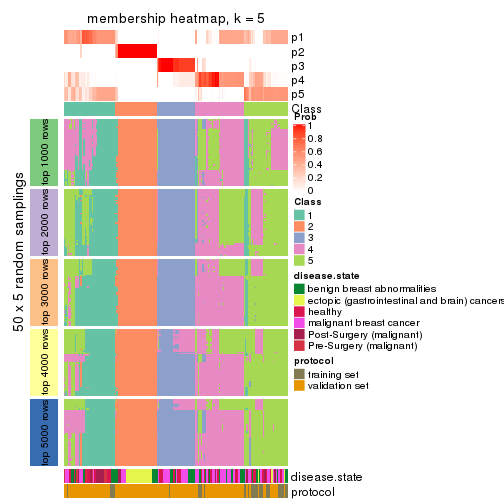 membership heatmap, k = 5
p1
p2
p3
p4
p5
Class
50 x 5 random samplings
top 1000 rows
top 2000 rows
top 3000 rows
top 4000 rows
top 5000 rows
Prob
1
0.8
0.6
0.4
0.2
0
Class
1
2
3
4
5
disease.state
benign breast abnormalities
ectopic (gastrointestinal and brain) cancers
healthy
malignant breast cancer
Post-Surgery (malignant)
Pre-Surgery (malignant)
protocol
training set
validation set
disease.state
protocol